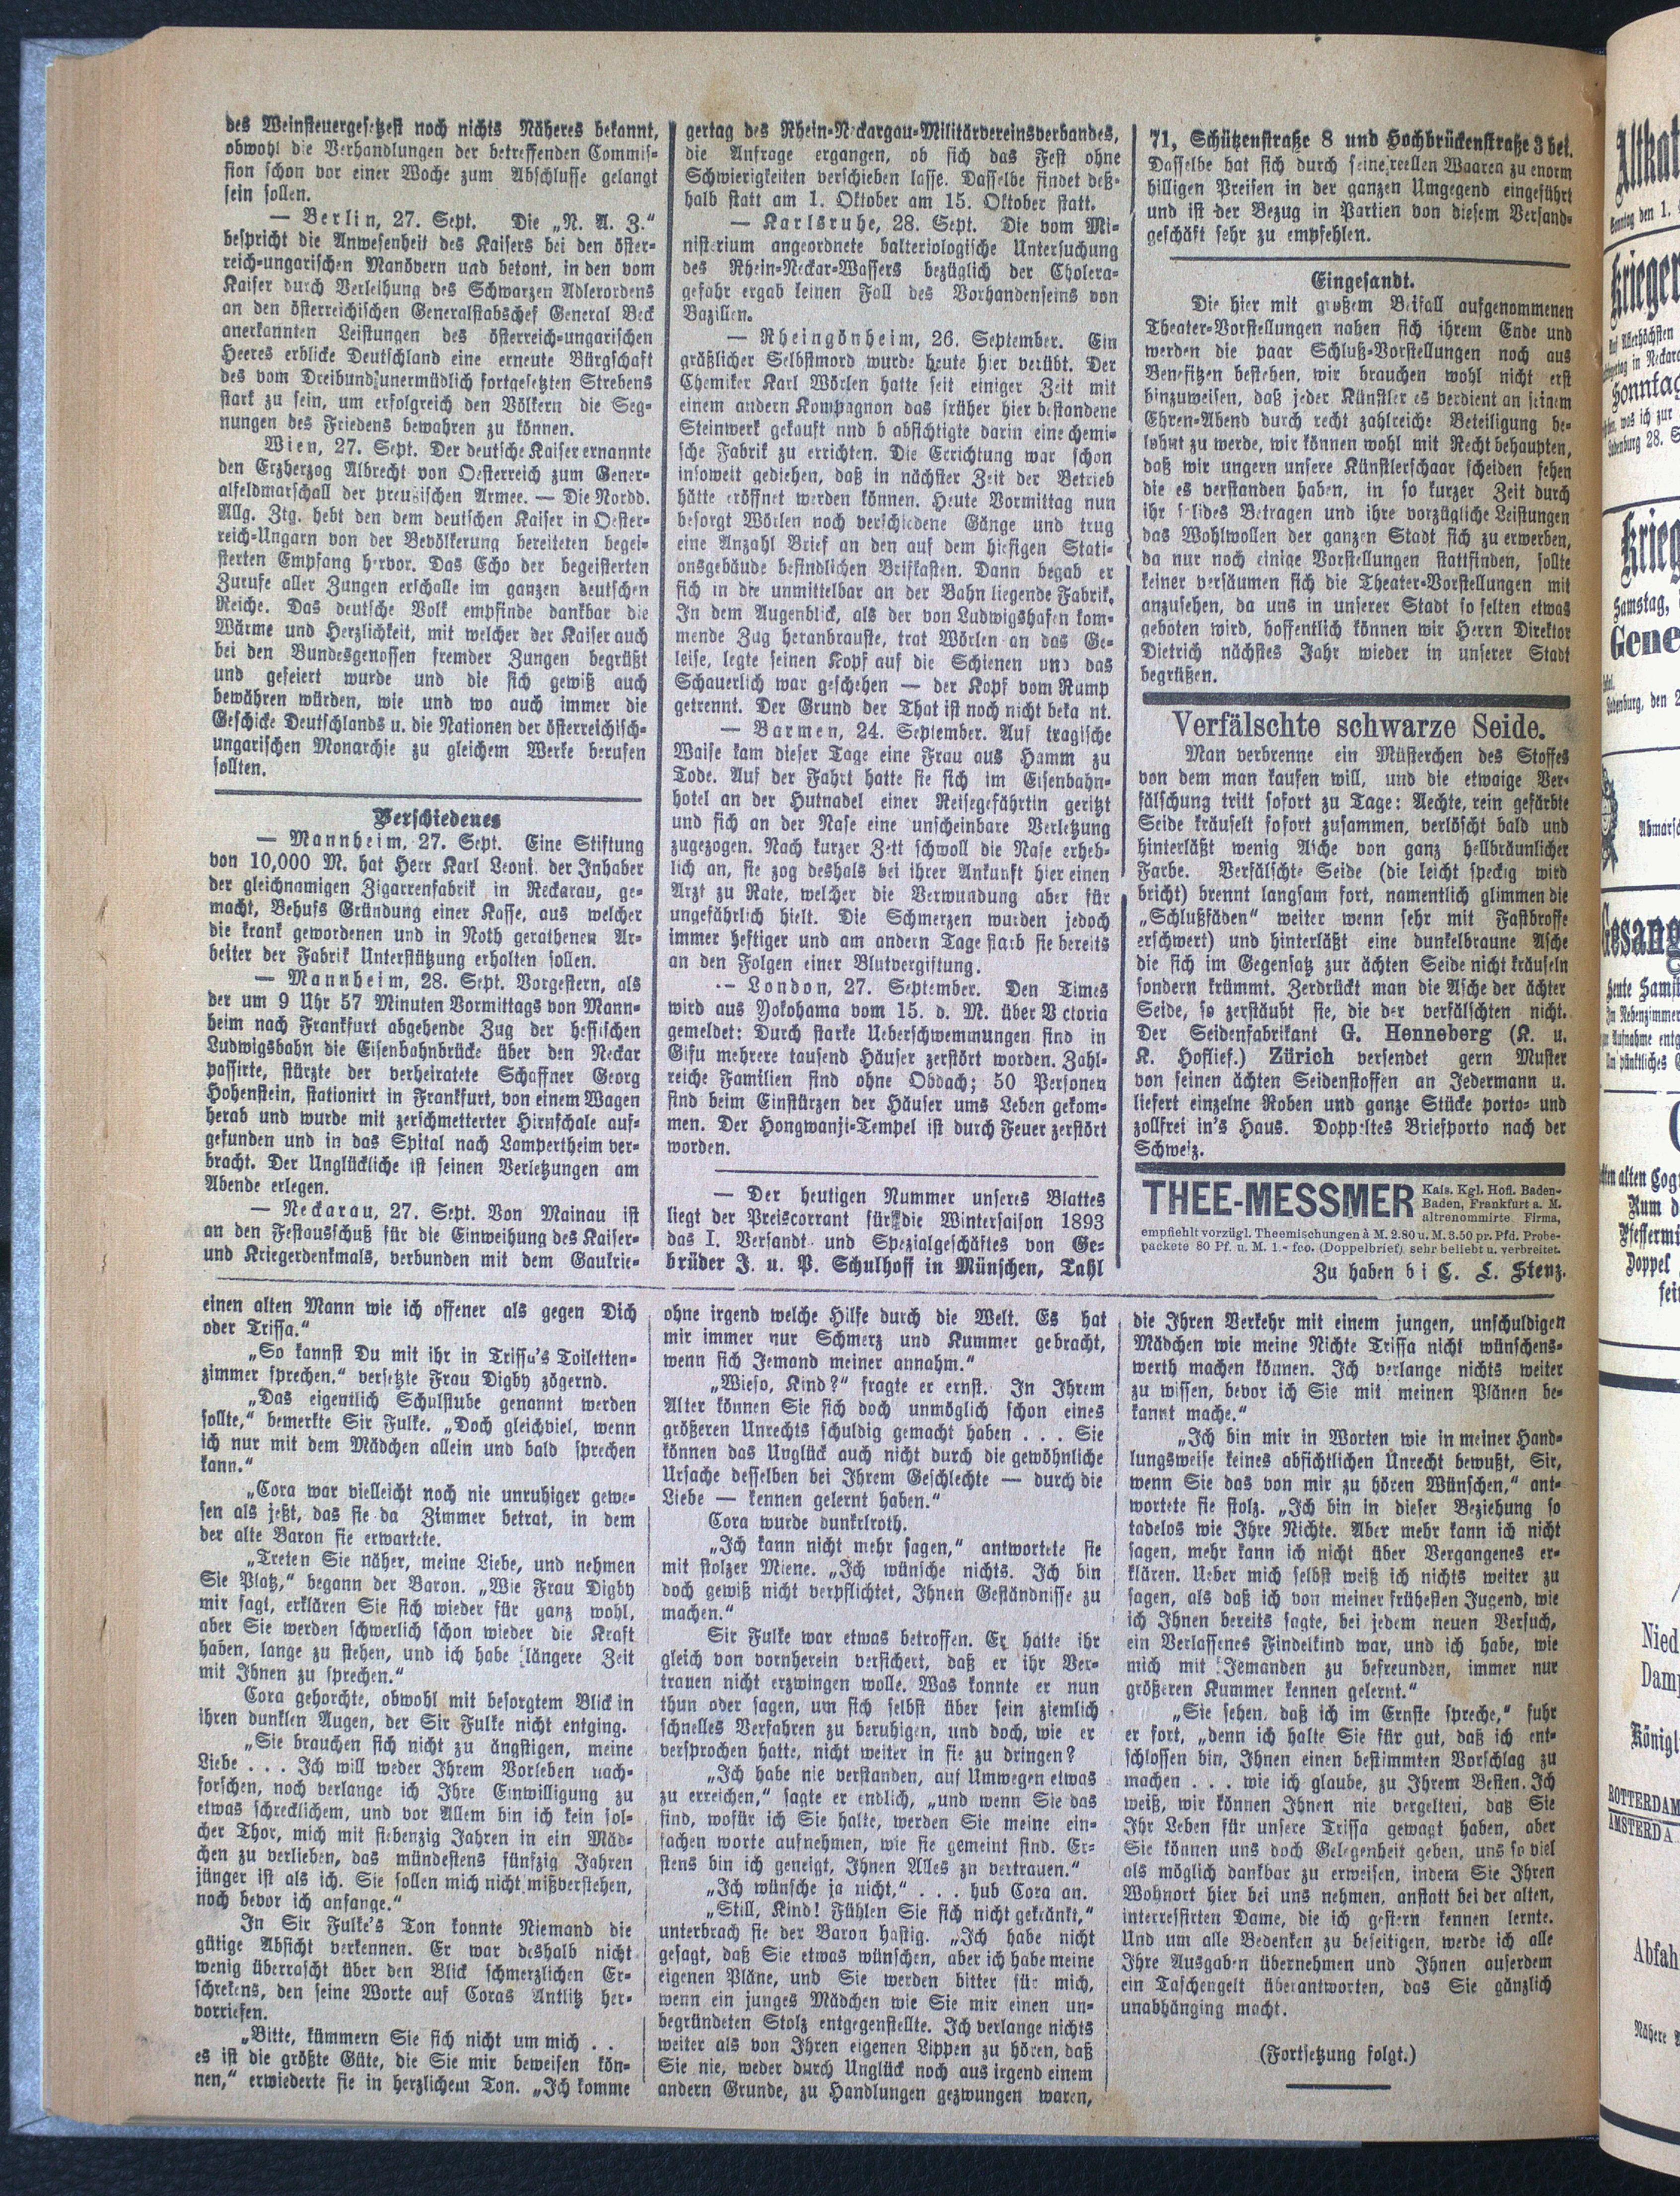 des Weinsteuergesetzest noch nichts Näheres bekannt,
obwohl die Verhandlungen der betreffenden Commis-
sion schon vor einer Woche zum Abschlusse gelangt
sein sollen.
— Berlin, 27. Sept. Die „N. A. Z.“
bespricht die Anwesenheit des Kaisers bei den öster-
reich-ungarischen Manövern und betont, in den vom
Kaiser durch Verleihung des Schwarzen Adlerordens
an den österreichischen Generalstabschef General Beck
anerkannten Leistungen des österreich-ungarischen
Heeres erblicke Deutschland eine erneute Bürgschaft
des vom Dreibund unermüdlich fortgesetzten Strebens
stark zu sein, um erfolgreich den Völkern die Seg-
nungen des Friedens bewahren zu können.
Wien, 27. Sept. Der deutsche Kaiser ernannte
den Erzherzog Albrecht von Oesterreich zum Gener-
alfeldmarschall der preußischen Armee. — Die Nordd.
Allg. Ztg. hebt den dem deutschen Kaiser in Oester-
reich-Ungarn von der Bevölkerung bereiteten begei-
sterten Empfang hervor. Das Echo der begeisterten
Zurufe aller Zungen erschalle im ganzen deutschen
Reiche. Das deutsche Volk empfinde dankbar die
Wärme und Herzlichkeit, mit welcher der Kaiser auch
bei den Bundesgenossen fremder Zungen begrüßt
und gefeiert wurde und die sich gewiß auch
bewähren würden, wie und wo auch immer die
Geschicke Deutschlands u. die Nationen der österreichisch-
ungarischen Monarchie zu gleichem Werke berufen
sollten.
Verschiedenes
— Mannheim, 27. Sept. Eine Stiftung
von 10,000 M. hat Herr Karl Leoni. der Inhaber
der gleichnamigen Zigarrenfabrik in Neckarau, ge-
macht, Behufs Gründung einer Kasse, aus welcher
die krank gewordenen und in Noth gerathenen Ar-
beiter der Fabrik Unterstützung erhalten sollen.
— Mannheim, 28. Sept. Vorgestern, als
der um 9 Uhr 57 Minuten Vormittags von Mann-
heim nach Frankfurt abgehende Zug der hessischen
Ludwigsbahn die Eisenbahnbrücke über den Neckar
passirte, stürzte der verheiratete Schaffner Georg
Hohenstein, stationirt in Frankfurt, von einem Wagen
herab und wurde mit zerschmetterter Hirnschale auf-
gefunden und in das Spital nach Lampertheim ver-
bracht. Der Unglückliche ist seinen Verletzungen am
Abende erlegen.
— Neckarau, 27. Sept. Von Mainau ist
an den Festausschuß für die Einweihung des Kaiser-
und Kriegerdenkmals, verbunden mit dem Gaukrie-
gertag des Rhein-Neckargau-Militärvereinsverbandes,
die Anfrage ergangen, ob sich das Fest ohne
Schwierigkeiten verschieben lasse. Dasselbe findet deß-
halb statt am 1. Oktober am 15. Oktober statt.
— Karlsruhe, 28. Sept. Die vom Mi-
nisterium angeordnete bakteriologische Untersuchung
des Rhein-Neckar-Wassers bezüglich der Cholera-
gefahr ergab keinen Fall des Vorhandenseins von
Bazillen.
— Rheingönheim, 26. September. Ein
gräßlicher Selbstmord wurde heute hier verübt. Der
Chemiker Karl Wörlen hatte seit einiger Zeit mit
einem andern Kompagnon das früher hier bestandene
Steinwerk gekauft und b absichtigte darin eine chemi-
sche Fabrik zu errichten. Die Errichtung war schon
insoweit gediehen, daß in nächster Zeit der Betrieb
hätte eröffnet werden können. Heute Vormittag nun
besorgt Wörlen noch verschiedene Gänge und trug
eine Anzahl Brief an den auf dem hiesigen Stati-
onsgebäude befindlichen Brifkasten. Dann begab er
sich in die unmittelbar an der Bahn liegende Fabrik.
In dem Augenblick, als der von Ludwigshafen kom-
mende Zug heranbrauste, trat Wörlen an das Ge-
leise, legte seinen Kopf auf die Schienen und das
Schauerlich war geschehen — der Kopf vom Rump
getrennt. Der Grund der That ist noch nicht beka nt.
— Barmen, 24. September. Auf tragische
Waise kam dieser Tage eine Frau aus Hamm zu
Tode. Auf der Fahrt hatte sie sich im Eisenbahn-
hotel an der Hutnadel einer Reisegefährtin geritzt
und sich an der Nase eine unscheinbare Verletzung
zugezogen. Nach kurzer Zett schwoll die Nase erheb-
lich an, sie zog deshals bei ihrer Ankunft hier einen
Arzt zu Rate, welcher die Verwundung aber für
ungefährlich hielt. Die Schmerzen wurden jedoch
immer heftiger und am andern Tage starb sie bereits
an den Folgen einer Blutvergiftung.
— London, 27. September. Den Times
wird aus Yokohama vom 15. d. M. über V ctoria
gemeldet: Durch starke Ueberschwemmungen sind in
Gifu mehrere tausend Häuser zerstört worden. Zahl-
reiche Familien sind ohne Obdach; 50 Personen
sind beim Einstürzen der Häuser ums Leben gekom-
men. Der Hongwanji-Tempel ist durch Feuer zerstört
worden.
— Der heutigen Nummer unseres Blattes
liegt der Preiscorrant für die Wintersaison 1893
das I. Versandt- und Spezialgeschäftes von Ge-
brüder J. u. P. Schulhoff in Münschen, Tahl
71, Schützenstraße 8 und Hochbrückenstraße 3 bei.
Dasselbe hat sich durch seine reellen Waaren zu enorm
billigen Preisen in der ganzen Umgegend eingeführt
und ist der Bezug in Partien von diesem Versand-
geschäft sehr zu empfehlen.
Eingesandt.
Die hier mit großem Beifall aufgenommenen
Theater-Vorstellungen nahen sich ihrem Ende und
werden die paar Schluß-Vorstellungen noch aus
Benefitzen bestehen, wir brauchen wohl nicht erst
hinzuweisen, daß jeder Künstler es verdient an seinem
Ehren-Abend durch recht zahlreiche Beteiligung be-
lohnt zu werde, wir können wohl mit Recht behaupten,
daß wir ungern unsere Künstlerschaar scheiden sehen
die es verstanden haben, in so kurzer Zeit durch
ihr solides Betragen und ihre vorzügliche Leistungen
das Wohlwollen der ganzen Stadt sich zu erwerben,
da nur noch einige Vorstellungen stattfinden, sollte
keiner versäumen sich die Theater-Vorstellungen mit
anzusehen, da uns in unserer Stadt so selten etwas
geboten wird, hoffentlich können wir Herrn Direktor
Dietrich nächstes Jahr wieder in unserer Stadt
begrüßen.
Verfälschte schwarze Seide.
Man verbrenne ein Müsterchen des Stoffes
von dem man kaufen will, und die etwaige Ver-
fälschung tritt sofort zu Tage: Aechte, rein gefärbte
Seide kräuselt sofort zusammen, verlöscht bald und
hinterläßt wenig Asche von ganz hellbräunlicher
Farbe. Verfälschte Seide (die leicht speckig wird
bricht) brennt langsam fort, namentlich glimmen die
„Schlußfäden“ weiter wenn sehr mit Fastbroffe
erschwert) und hinterläßt eine dunkelbraune Asche
die sich im Gegensatz zur ächten Seide nicht kräuseln
sondern krümmt. Zerdrückt man die Asche der ächter
Seide, so zerstäubt sie, die der verfälschten nicht.
Der Seidenfabrikant G. Henneberg (K. u.
K. Hoflief.) Zürich versendet gern Muster
von seinen ächten Seidenstoffen an Jedermann u.
liefert einzelne Roben und ganze Stücke porto- und
zollfrei in's Haus. Doppeltes Briefporto nach der
Schweiz.
THEE-MESSMER Kais. Kgl. Hofl. Baden-
Baden, Frankfurt a. M.
altrenommirte Firma,
empfiehlt vorzügl. Theemischungen à M. 2.80 u. M. 3.50 pr. Pfd. Probe-
packete 80 Pf. u. M. 1.- fco. (Doppelbrief) sehr beliebt u. verbreitet.
Zu haben b i C. L. Stenz.
einen alten Mann wie ich offener als gegen Dich
oder Trissa.“
„So kannst Du mit ihr in Trissa's Toiletten-
zimmer sprechen.“ versetzte Frau Digby zögernd.
„Das eigentlich Schulstube genannt werden
sollte,“ bemerkte Sir Fulke. „Doch gleichviel, wenn
ich nur mit dem Mädchen allein und bald sprechen
kann.“
„Cora war vielleicht noch nie unruhiger gewe-
sen als jeßt, das sie da Zimmer betrat, in dem
der alte Baron sie erwartete.
„Treten Sie näher, meine Liebe, und nehmen
Sie Platz,“ begann der Baron. „Wie Frau Digby
mir sagt, erklären Sie sich wieder für ganz wohl,
aber Sie werden schwerlich schon wieder die Kraft
haben, lange zu stehen, und ich habe längere Zeit
mit Ihnen zu sprechen.“
Cora gehorchte, obwohl mit besorgtem Blick in
ihren dunklen Augen, der Sir Fulke nicht entging.
„Sie brauchen sich nicht zu ängstigen, meine
Liebe . . . Ich will weder Ihrem Vorleben nach-
forschen, noch verlange ich Ihre Einwilligung zu
etwas schrecklichem, und vor Allem bin ich kein sol-
cher Thor, mich mit siebenzig Jahren in ein Mäd-
chen zu verlieben, das mündestens fünfzig Jahren
jünger ist als ich. Sie sollen mich nicht mißverstehen,
noch bevor ich anfange.“
In Sir Fulke's Ton konnte Niemand die
gütige Absicht verkennen. Er war deshalb nicht
wenig überrascht über den Blick schmerzlichen Er-
schrekens, den seine Worte auf Coras Antlitz her-
vorriefen.
„Bitte, kümmern Sie sich nicht um mich . .
es ist die größte Güte, die Sie mir beweisen kön-
nen,“ erwiederte sie in herzlichem Ton. „Ich komme
ohne irgend welche Hilfe durch die Welt. Es hat
mir immer nur Schmerz und Kummer gebracht,
wenn sich Jemand meiner annahm.“
„Wieso, Kind?“ fragte er ernst. In Ihrem
Alter können Sie sich doch unmöglich schon eines
größeren Unrechts schuldig gemacht haben . . . Sie
können das Unglück auch nicht durch die gewöhnliche
Ursache desselben bei Ihrem Geschlechte — durch die
Liebe — kennen gelernt haben.“
Cora wurde dunkrlroth.
„Ich kann nicht mehr sagen,“ antwortete sie
mit stolzer Miene. „Ich wünsche nichts. Ich bin
doch gewiß nicht verpflichtet, Ihnen Geständnisse zu
machen.“
Sir Fulke war etwas betroffen. Er hatte ihr
gleich von vornherein versichert, daß er ihr Ver-
trauen nicht erzwingen wolle. Was konnte er nun
thun oder sagen, um sich selbst über sein ziemlich
schnelles Verfahren zu beruhigen, und doch, wie er
versprochen hatte, nicht weiter in sie zu dringen?
„Ich habe nie verstanden, auf Umwegen etwas
zu erreichen,“ sagte er endlich, „und wenn Sie das
sind, wofür ich Sie halte, werden Sie meine ein-
fachen worte aufnehmen, wie sie gemeint sind. Er-
stens bin ich geneigt, Ihnen Alles zn vertrauen.“
„Ich wünsche ja nicht,“ . . . hub Cora an.
„Still, Kind! Fühlen Sie sich nicht gekränkt,“
unterbrach sie der Baron hastig. „Ich habe nicht
gesagt, daß Sie etwas wünschen, aber ich habe meine
eigenen Pläne, und Sie werden bitter für mich,
wenn ein junges Mädchen wie Sie mir einen un-
begründeten Stolz entgegenstellte. Ich verlange nichts
weiter als von Ihren eigenen Lippen zu hören, daß
Sie nie, weder durch Unglück noch aus irgend einem
andern Grunde, zu Handlungen gezwungen waren,
die Ihren Verkehr mit einem jungen, unschuldigen
Mädchen wie meine Nichte Trissa nicht wünschens-
werth machen können. Ich verlange nichts weiter
zu wissen, bevor ich Sie mit meinen Plänen be-
kannt mache.“
„Ich bin mir in Worten wie in meiner Hand-
lungsweise keines absichtlichen Unrecht bewußt, Sir,
wenn Sie das von mir zu hören Wünschen,“ ant-
wortete sie stolz. „Ich bin in dieser Beziehung so
tadelos wie Ihre Nichte. Aber mehr kann ich nicht
sagen, mehr kann ich nicht über Vergangenes er-
klären. Ueber mich selbst weiß ich nichts weiter zu
sagen, als daß ich von meiner frühesten Jugend, wie
ich Ihnen bereits sagte, bei jedem neuen Versuch,
ein Verlassenes Findelkind war, und ich habe, wie
mich mit Jemanden zu befreunden, immer nur
größeren Kummer kennen gelernt.“
„Sie sehen, daß ich im Ernste spreche,“ fuhr
er fort, „denn ich halte Sie für gut, daß ich ent-
schlossen bin, Ihnen einen bestimmten Vorschlag zu
machen . . . wie ich glaube, zu Ihrem Besten. Ich
weiß, wir können Ihnen nie vergelten, daß Sie
Ihr Leben für unsere Trissa gewagt haben, aber
Sie können uns doch Gelegenheit geben, uns so viel
als möglich dankbar zu erweisen, indem Sie Ihren
Wohnort hier bei uns nehmen, anstatt bei der alten,
interressirten Dame, die ich gestern kennen lernte.
Und um alle Bedenken zu beseitigen, werde ich alle
Ihre Ausgaben übernehmen und Ihnen auserdem
ein Taschengelt überantworten, das Sie gänzlich
unabhänging macht.
(Fortsetzung folgt.)
Sonntag den 1.
Samstag,
ROTTERDAM
Nähere